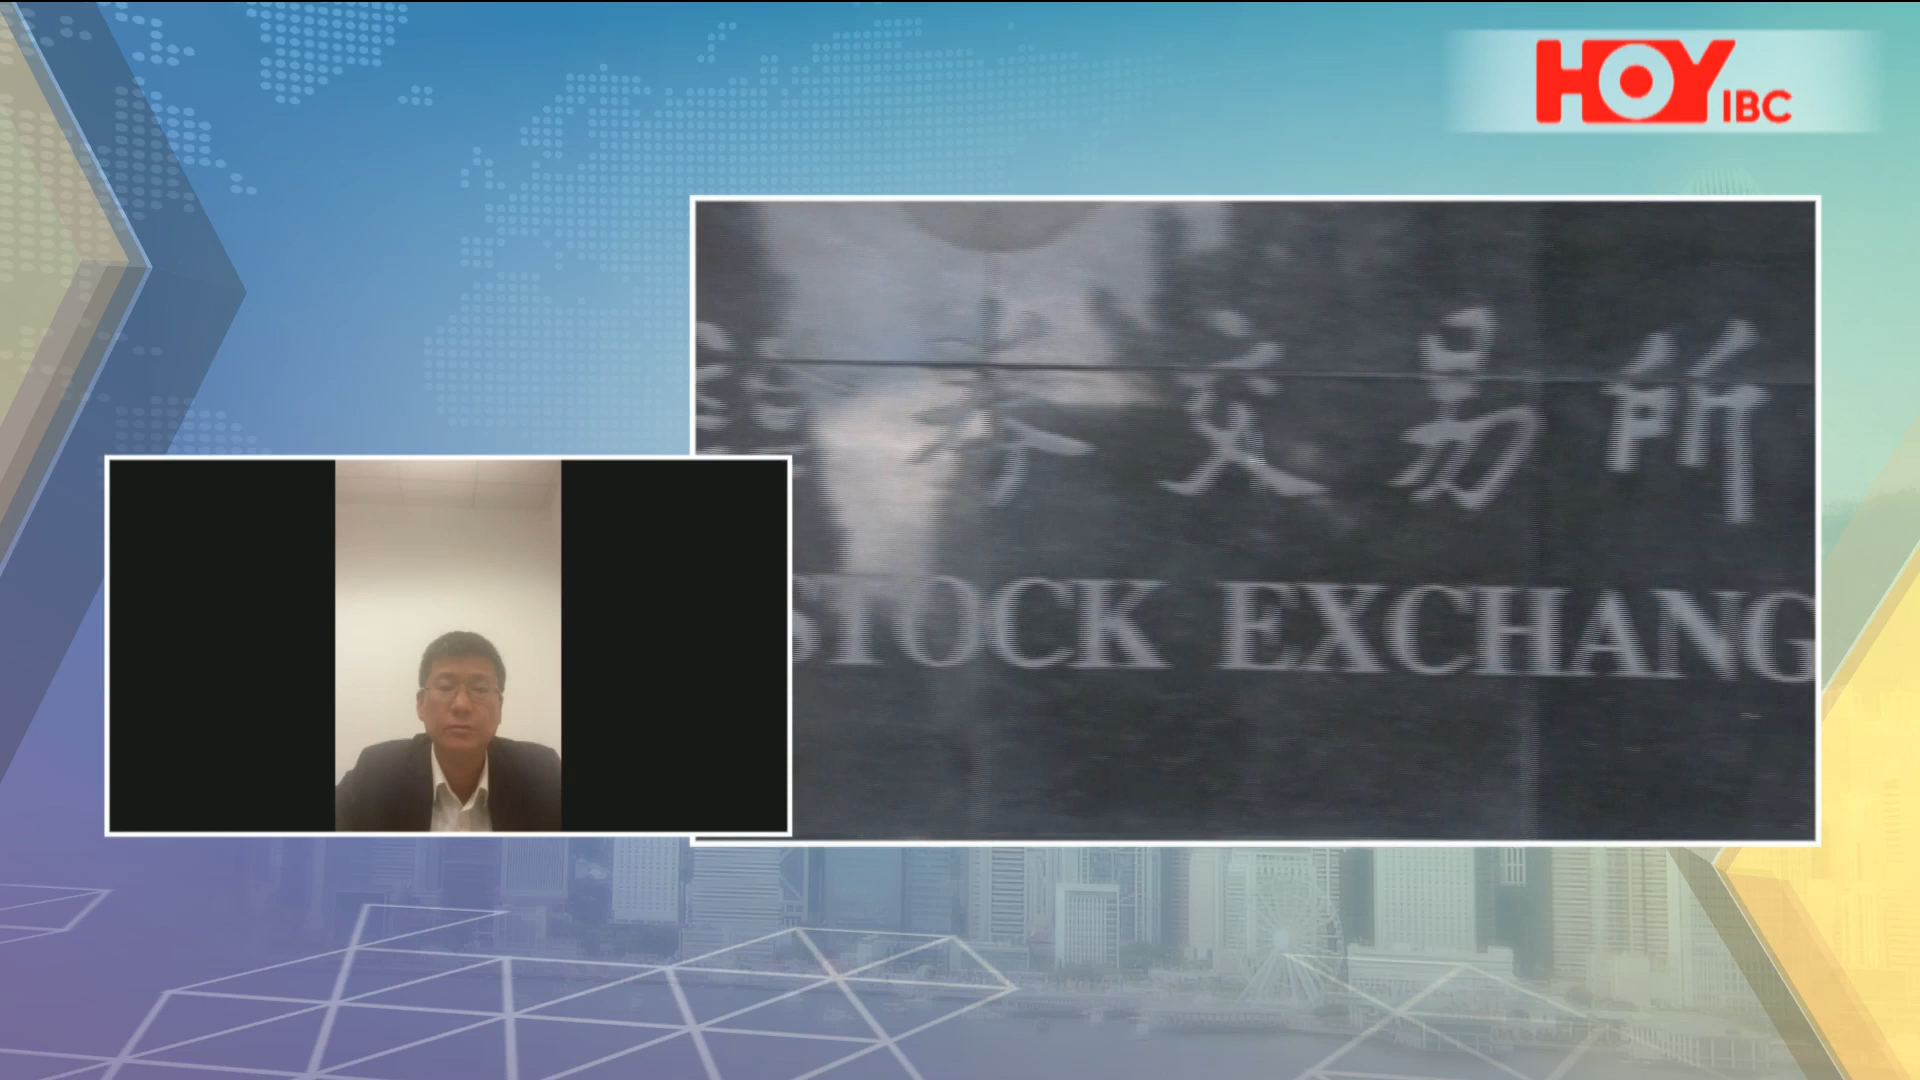 HOY IBC
券交易所
STOCK EXCHANG